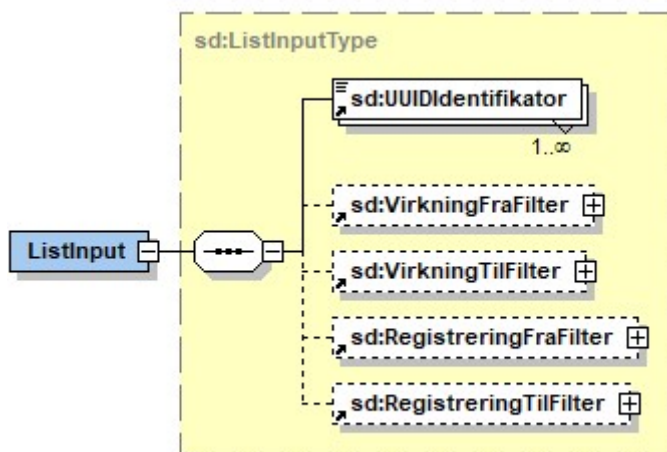 sd:ListInputType
sd:UUIDIdentifikator
1..∞
sd:VirkningFraFilter
ListInput
sd:VirkningTilFilter
sd:RegistreringFraFilter
sd:RegistreringTilFilter